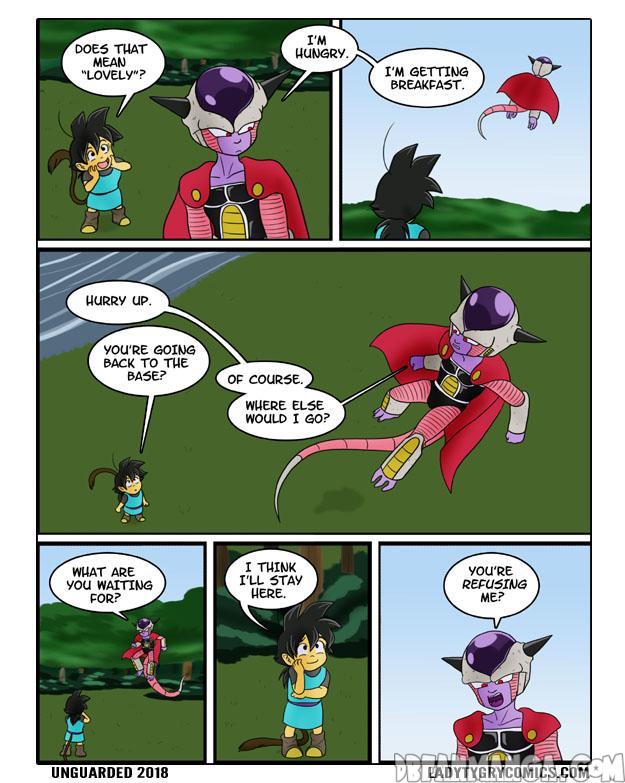 DOES THAT
MEAN
"LOVELY"?
I'M
HUNGRY.
I'M GETTING
BREAKFAST.
HURRY UP.
YOU'RE GOING
BACK TO THE
BASE?
OF COURSE.
WHERE ELSE
WOULD I GO?
WHAT ARE
YOU WAITING
FOR?
I THINK
I'LL STAY
HERE.
YOU'RE
REFUSING
ME?
UNGUARDED 2018
LADYTYGRYCOMICS.COM
DBEAUMANGA.COM